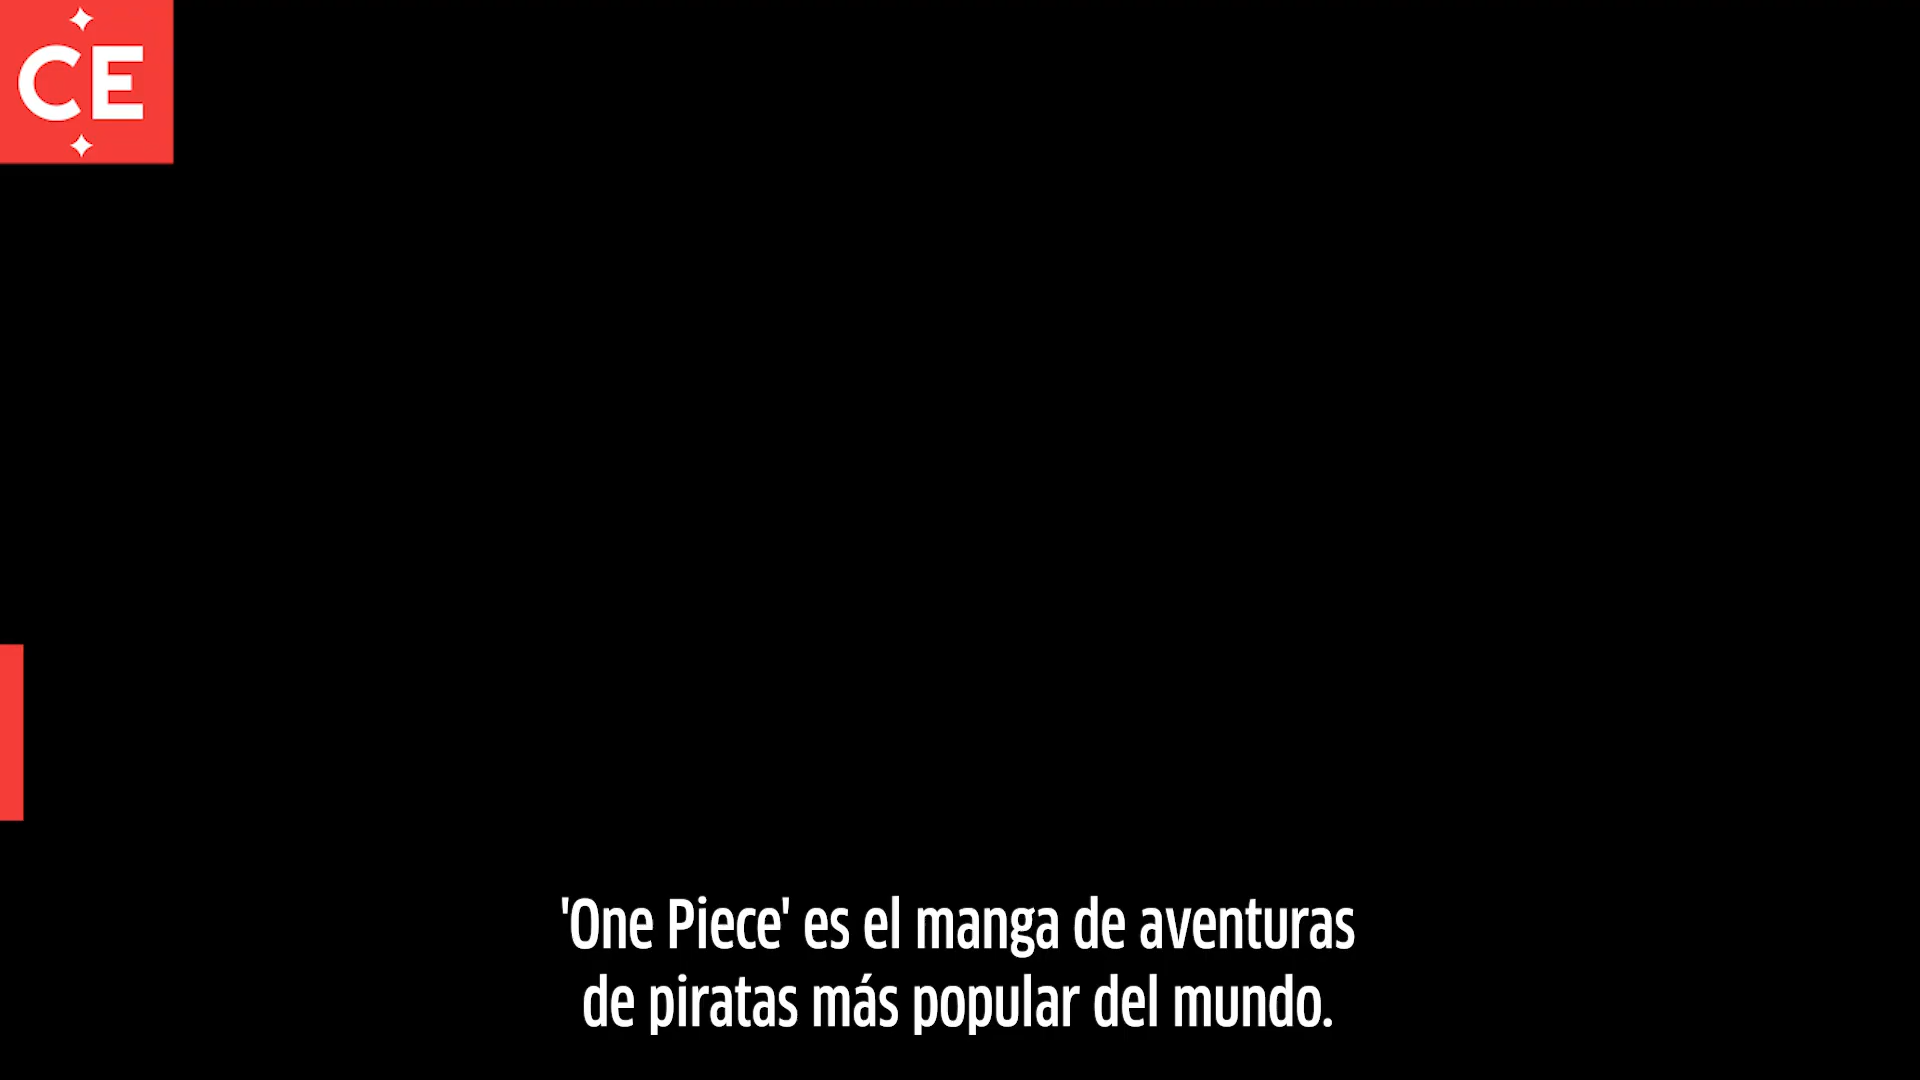 CE
'One Piece' es el manga de aventuras
de piratas más popular del mundo.